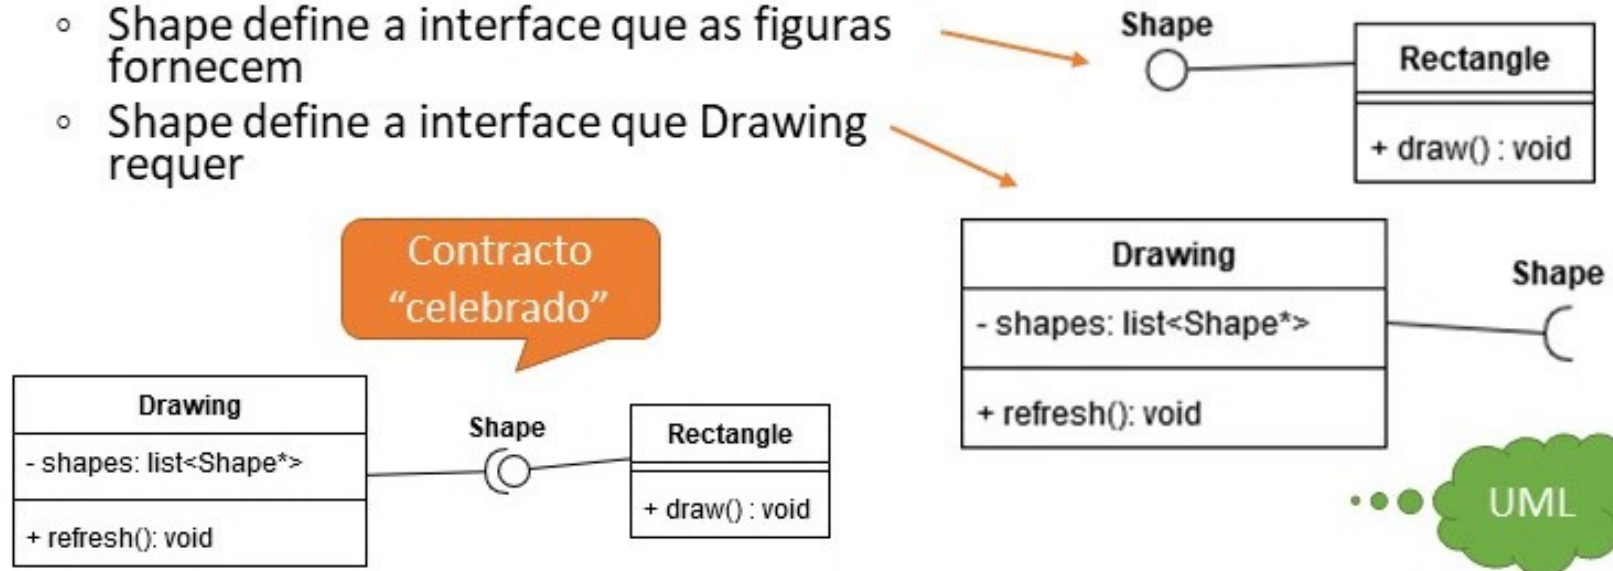 ◦ Shape define a interface que as figuras
fornecem
◦ Shape define a interface que Drawing
requer
Shape
Rectangle
+ draw() : void
Drawing
- shapes: list<Shape*>
+ refresh(): void
Shape
Contracto
“celebrado”
Drawing
- shapes: list<Shape*>
+ refresh(): void
Shape
Rectangle
+ draw() : void
UML